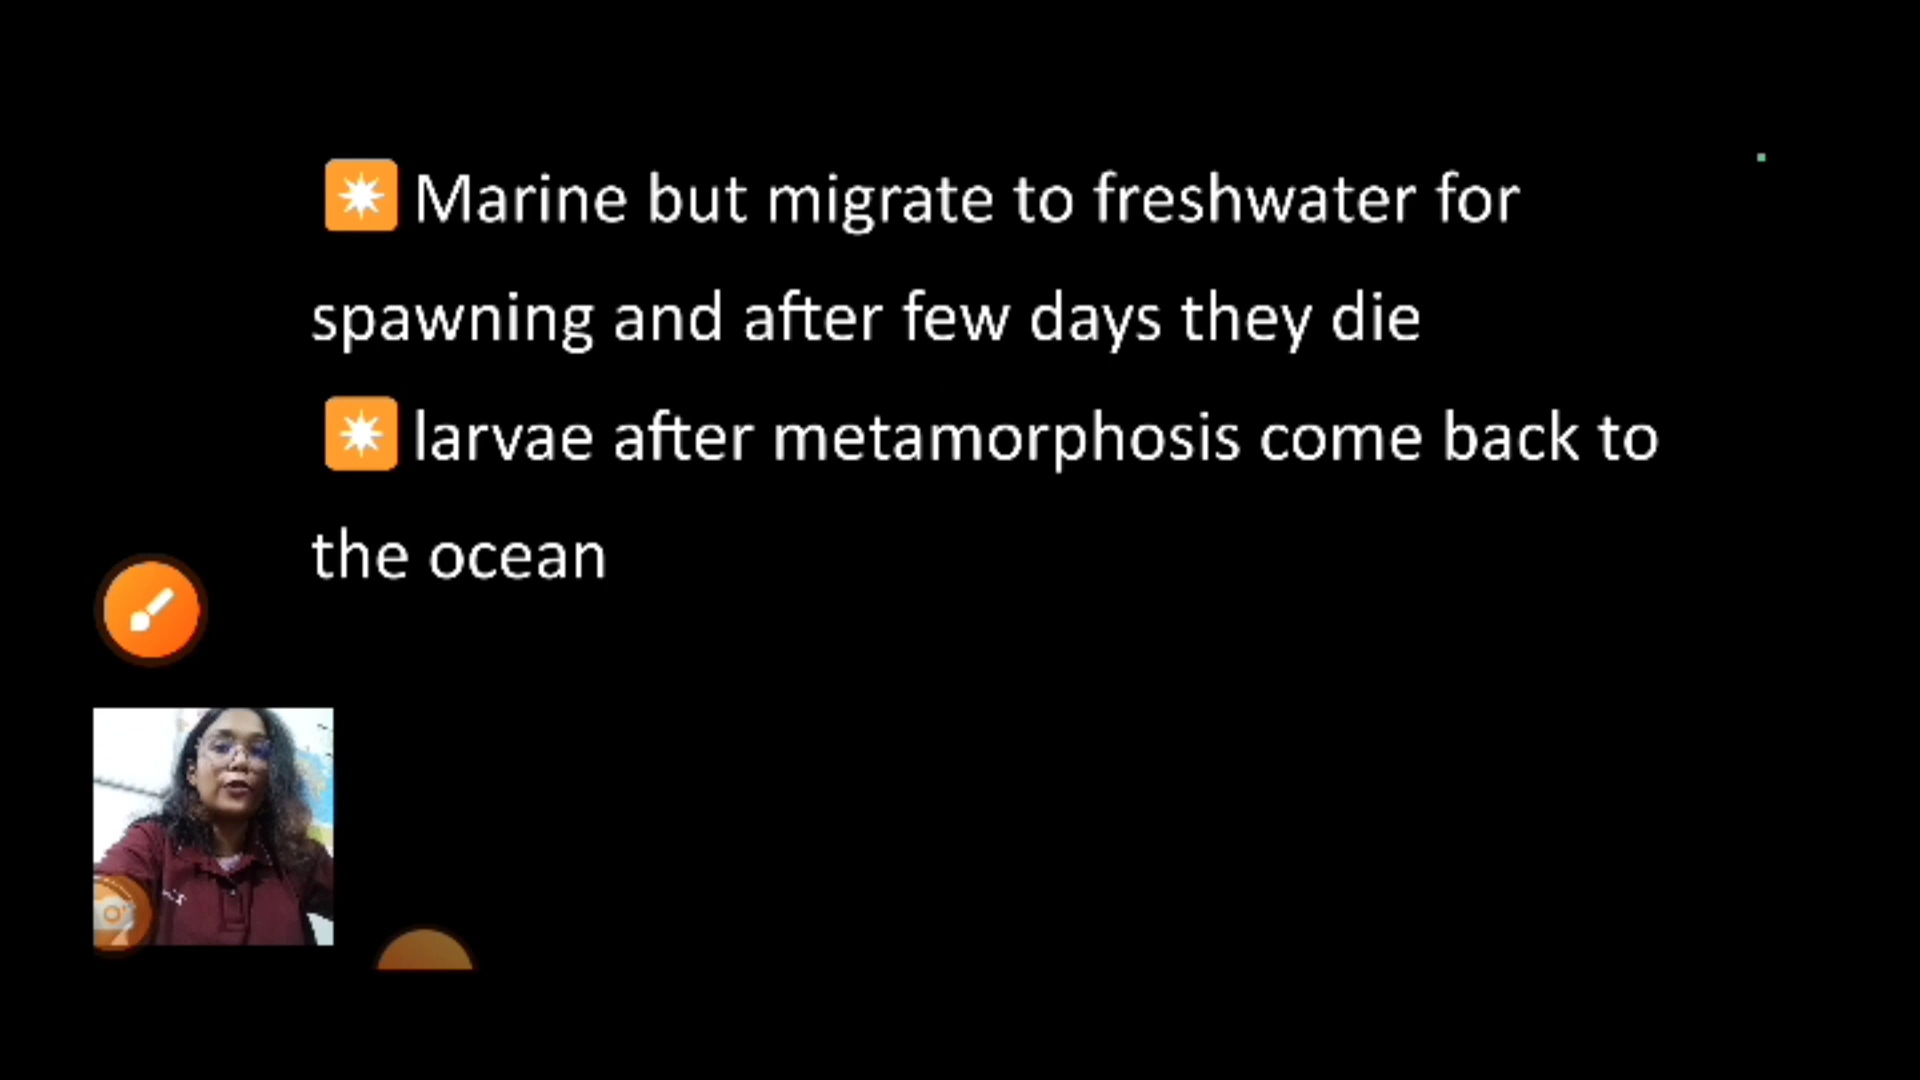 Marine but migrate to freshwater for
spawning and after few days they die
larvae after metamorphosis come back to
the ocean